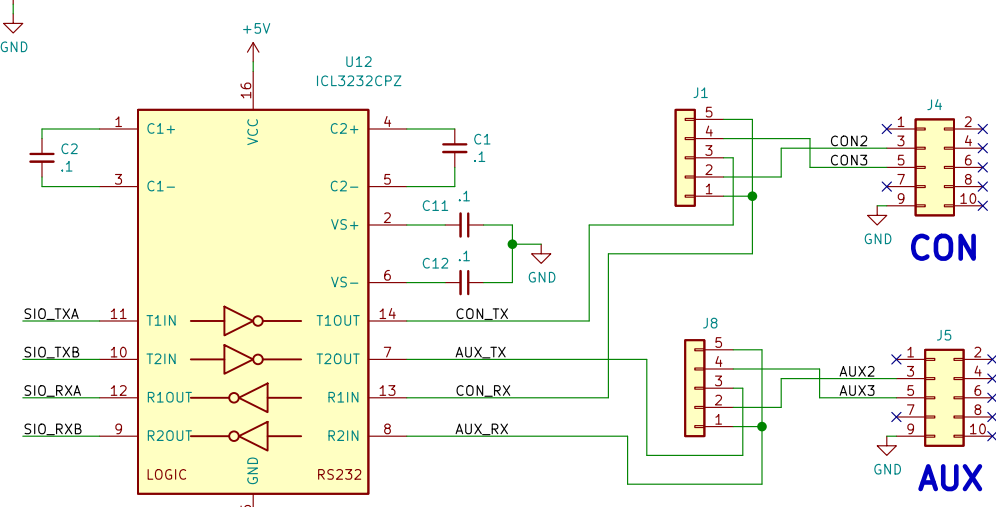 GND
+5V
U12
ICL3232CPZ
16
VCC
1
C1+
C2+
4
C2
.1
C1
.1
3
C1-
C2-
5
VS+
2
C11
.1
VS-
6
C12
.1
GND
SIO_TXA
11
T1IN
T1OUT
14
CON_TX
SIO_TXB
10
T2IN
T2OUT
7
AUX_TX
SIO_RXA
12
R1OUT
R1IN
13
CON_RX
SIO_RXB
9
R2OUT
R2IN
8
AUX_RX
LOGIC
GND
RS232
J1
5
4
3
2
1
CON2
CON3
J4
1
2
3
4
5
6
7
8
9
10
GND
CON
J8
5
4
3
2
1
AUX2
AUX3
J5
1
2
3
4
5
6
7
8
9
10
GND
AUX